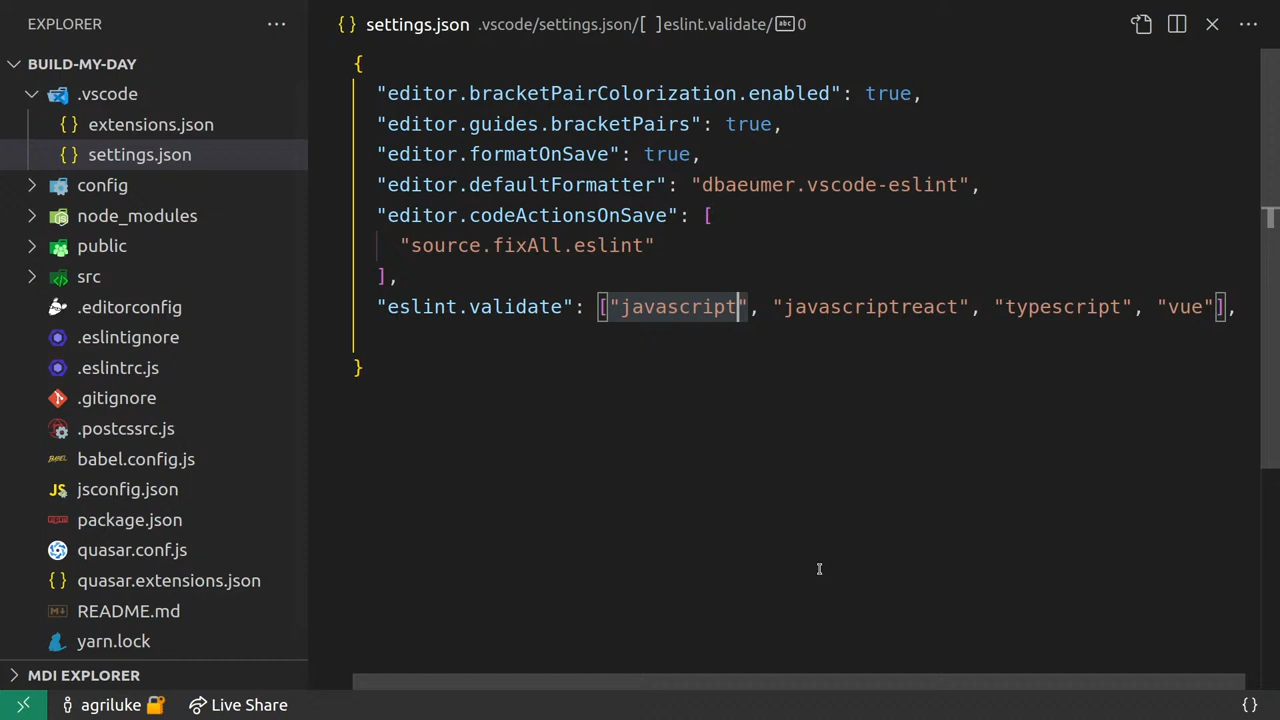 EXPLORER
BUILD-MY-DAY
.vscode
{ } extensions.json
{ } settings.json
config
node_modules
public
src
.editorconfig
.eslintignore
.eslintrc.js
.gitignore
.postcssrc.js
BABEL babel.config.js
JS jsconfig.json
npm package.json
quasar.conf.js
{ } quasar.extensions.json
README.md
yarn.lock
MDI EXPLORER
{ } settings.json .vscode/settings.json/[ ]eslint.validate/abc 0
{
"editor.bracketPairColorization.enabled": true,
"editor.guides.bracketPairs": true,
"editor.formatOnSave": true,
"editor.defaultFormatter": "dbaeumer.vscode-eslint",
"editor.codeActionsOnSave": [
"source.fixAll.eslint"
],
"eslint.validate": ["javascript", "javascriptreact", "typescript", "vue"],
}
agriluke 🔐 Live Share { }